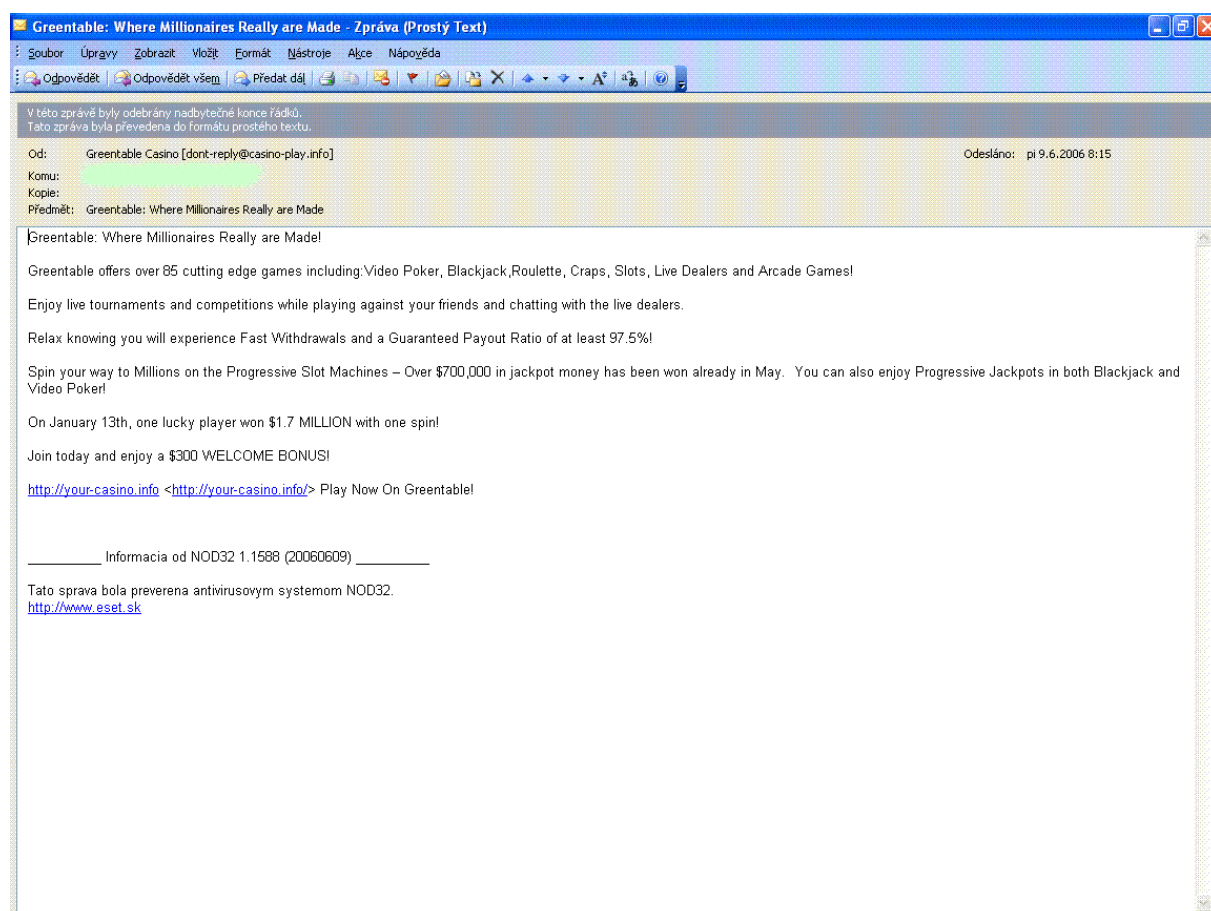 Greentable: Where Millionaires Really are Made - Zpráva (Prostý Text)
Soubor Úpravy Zobrazit Vložit Formát Nástroje Akce Nápověda
Odpovědět Odpovědět všem Předat dál
V této zprávě byly odebrány nadbytečné konce řádků.
Tato zpráva byla převedena do formátu prostého textu.
Od: Greentable Casino [dont-reply@casino-play.info] Odesláno: pi 9.6.2006 8:15
Komu:
Kopie:
Předmět: Greentable: Where Millionaires Really are Made
Greentable: Where Millionaires Really are Made!
Greentable offers over 85 cutting edge games including:Video Poker, Blackjack,Roulette, Craps, Slots, Live Dealers and Arcade Games!
Enjoy live tournaments and competitions while playing against your friends and chatting with the live dealers.
Relax knowing you will experience Fast Withdrawals and a Guaranteed Payout Ratio of at least 97.5%!
Spin your way to Millions on the Progressive Slot Machines – Over $700,000 in jackpot money has been won already in May.  You can also enjoy Progressive Jackpots in both Blackjack and
Video Poker!
On January 13th, one lucky player won $1.7 MILLION with one spin!
Join today and enjoy a $300 WELCOME BONUS!
http://your-casino.info <http://your-casino.info/> Play Now On Greentable!
__________ Informacia od NOD32 1.1588 (20060609) __________
Tato sprava bola preverena antivirusovym systemom NOD32.
http://www.eset.sk